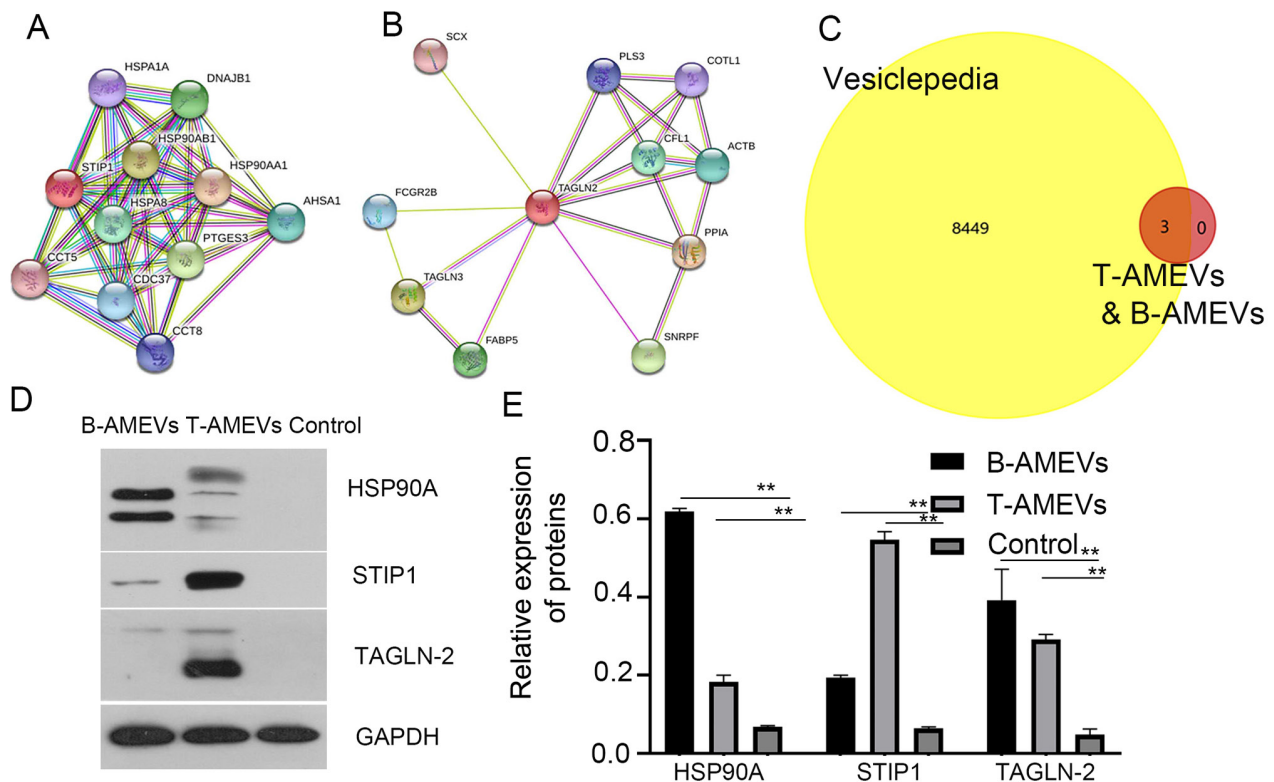 A
HSPA1A
DNAJB1
HSP90AB1
STIP1
HSP90AA1
HSPA8
AHSA1
PTGES3
CCT5
CDC37
CCT8
B
SCX
PLS3
COTL1
CFL1
ACTB
TAGLN2
FCGR2B
PPIA
TAGLN3
FABP5
SNRPF
C
Vesiclepedia
8449
3
0
T-AMEVs
& B-AMEVs
D
B-AMEVs T-AMEVs Control
HSP90A
STIP1
TAGLN-2
GAPDH
E
Relative expression
of proteins
0.8
0.6
0.4
0.2
0.0
**
**
**
**
**
**
B-AMEVs
T-AMEVs
Control
HSP90A
STIP1
TAGLN-2